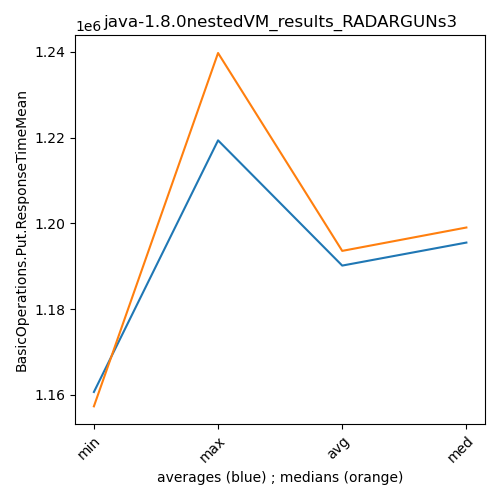 java-1.8.0nestedVM_results_RADARGUNs3
1e6
1.24
1.22
1.20
1.18
1.16
BasicOperations.Put.ResponseTimeMean
min
max
avg
med
averages (blue) ; medians (orange)